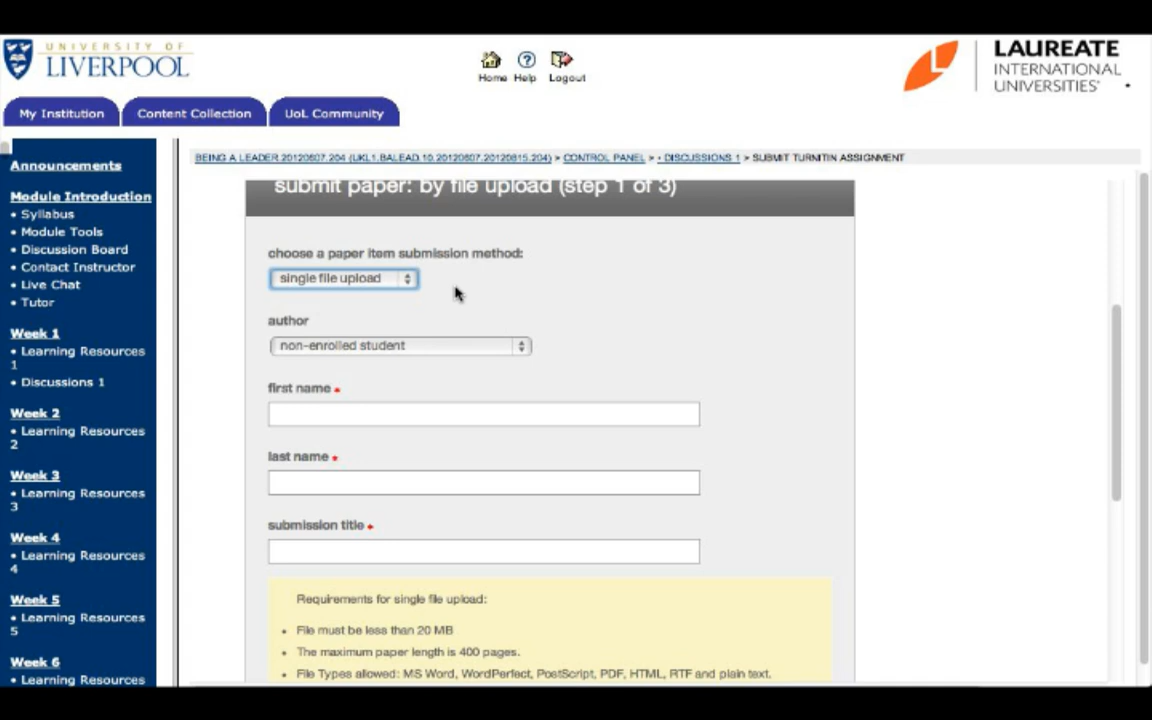 UNIVERSITY OF
LIVERPOOL
Home Help Logout
LAUREATE
INTERNATIONAL
UNIVERSITIES
My Institution
Content Collection
UoL Community
BEING A LEADER 20120607.204 (UKL1.BALEAD.10.20120607.20120815.204) > CONTROL PANEL > • DISCUSSIONS 1 > SUBMIT TURNITIN ASSIGNMENT
Announcements
Module Introduction
• Syllabus
• Module Tools
• Discussion Board
• Contact Instructor
• Live Chat
• Tutor
Week 1
• Learning Resources
1
• Discussions 1
Week 2
• Learning Resources
2
Week 3
• Learning Resources
3
Week 4
• Learning Resources
4
Week 5
• Learning Resources
5
Week 6
• Learning Resources
submit paper: by file upload (step 1 of 3)
choose a paper item submission method:
single file upload
author
non-enrolled student
first name *
last name *
submission title *
Requirements for single file upload:
• File must be less than 20 MB
• The maximum paper length is 400 pages.
• File Types allowed: MS Word, WordPerfect, PostScript, PDF, HTML, RTF and plain text.